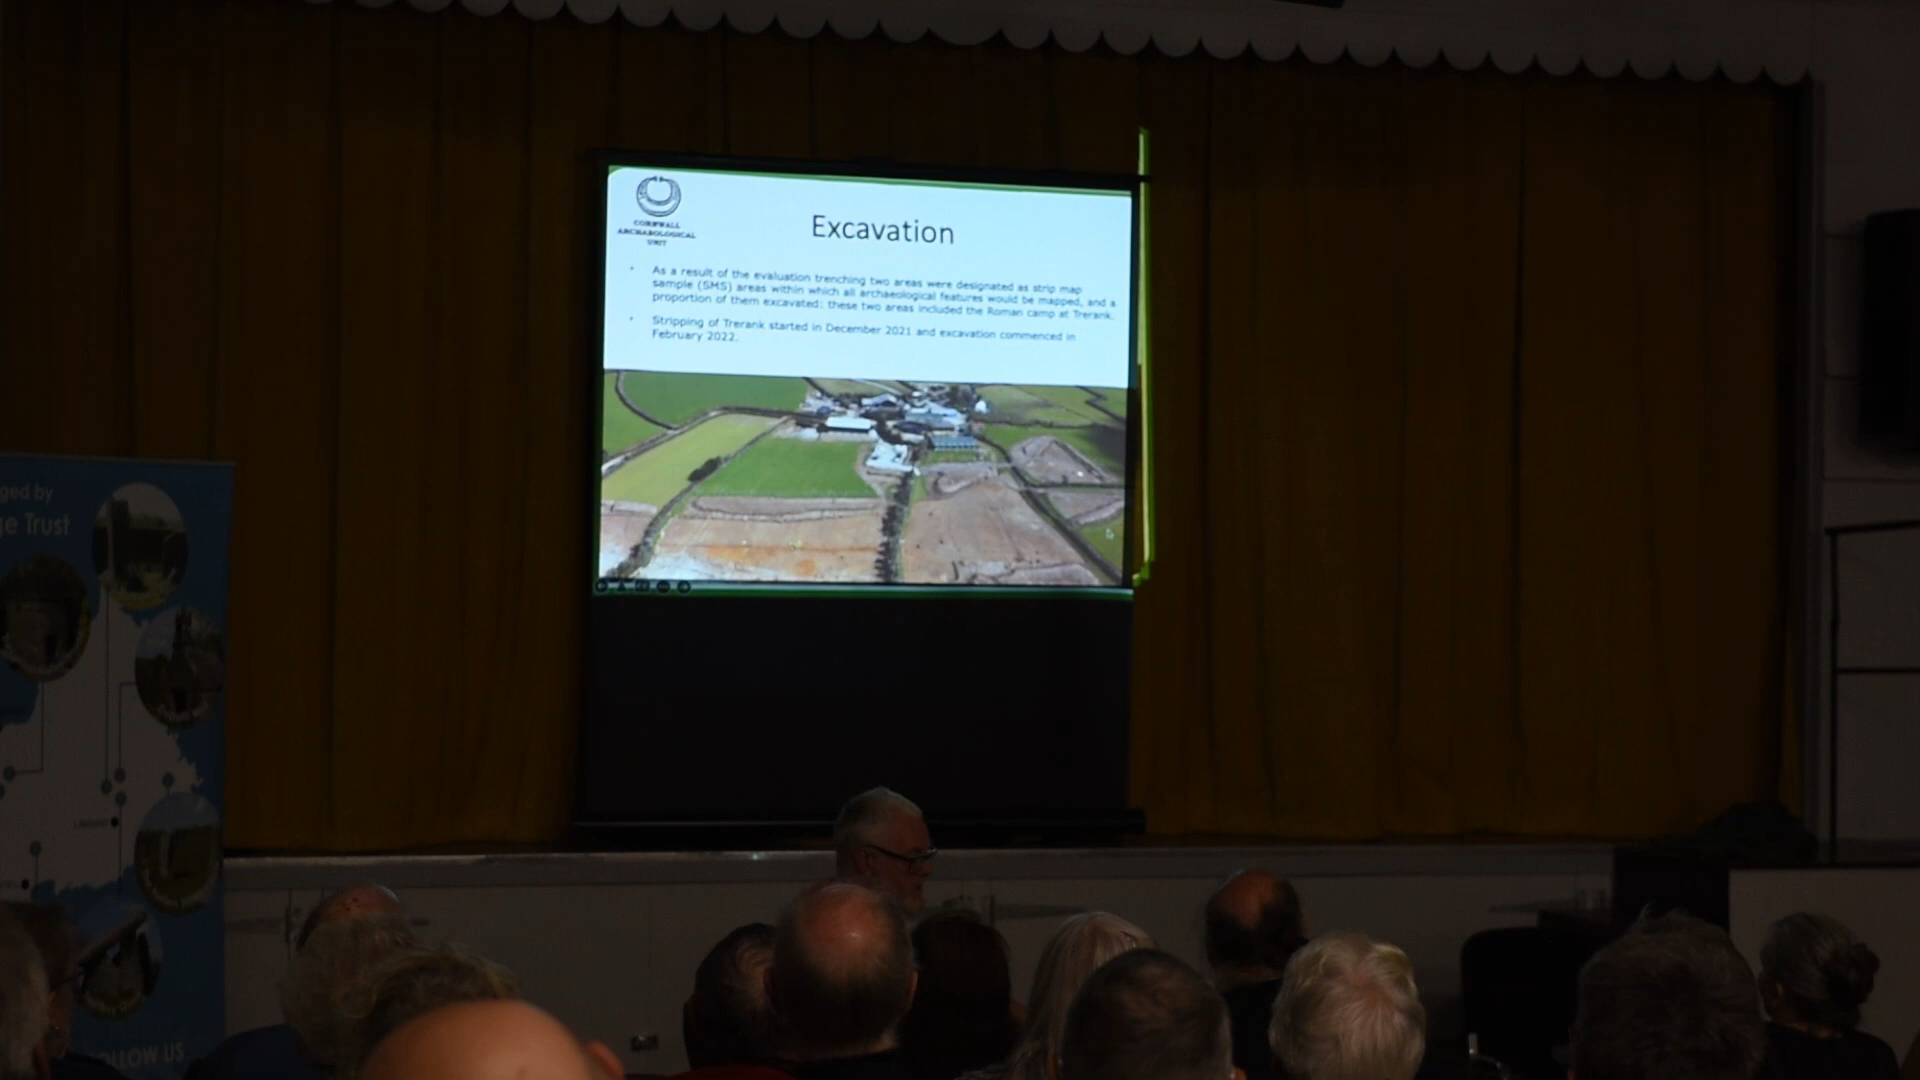 CORNWALL
ARCHAEOLOGICAL
UNIT
Excavation
• As a result of the evaluation trenching two areas were designated as strip map
sample (SMS) areas within which all archaeological features would be mapped, and a
proportion of them excavated: these two areas included the Roman camp at Trerank.
• Stripping of Trerank started in December 2021 and excavation commenced in
February 2022.
ged by
ge Trust
FOLLOW US